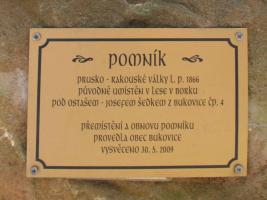 POMNÍK
PRUSKO - RAKOUSKÉ VÁLKY L. P. 1866
PŮVODNĚ UMÍSTĚN V LESE V BORKU
POD OSTAŠEM - JOSEFEM ŠEDKEM Z BUKOVICE ČP. 4
PŘEMÍSTĚNÍ A OBNOVU POMNÍKU
PROVEDLA OBEC BUKOVICE
VYSVĚCENO 30. 5. 2009